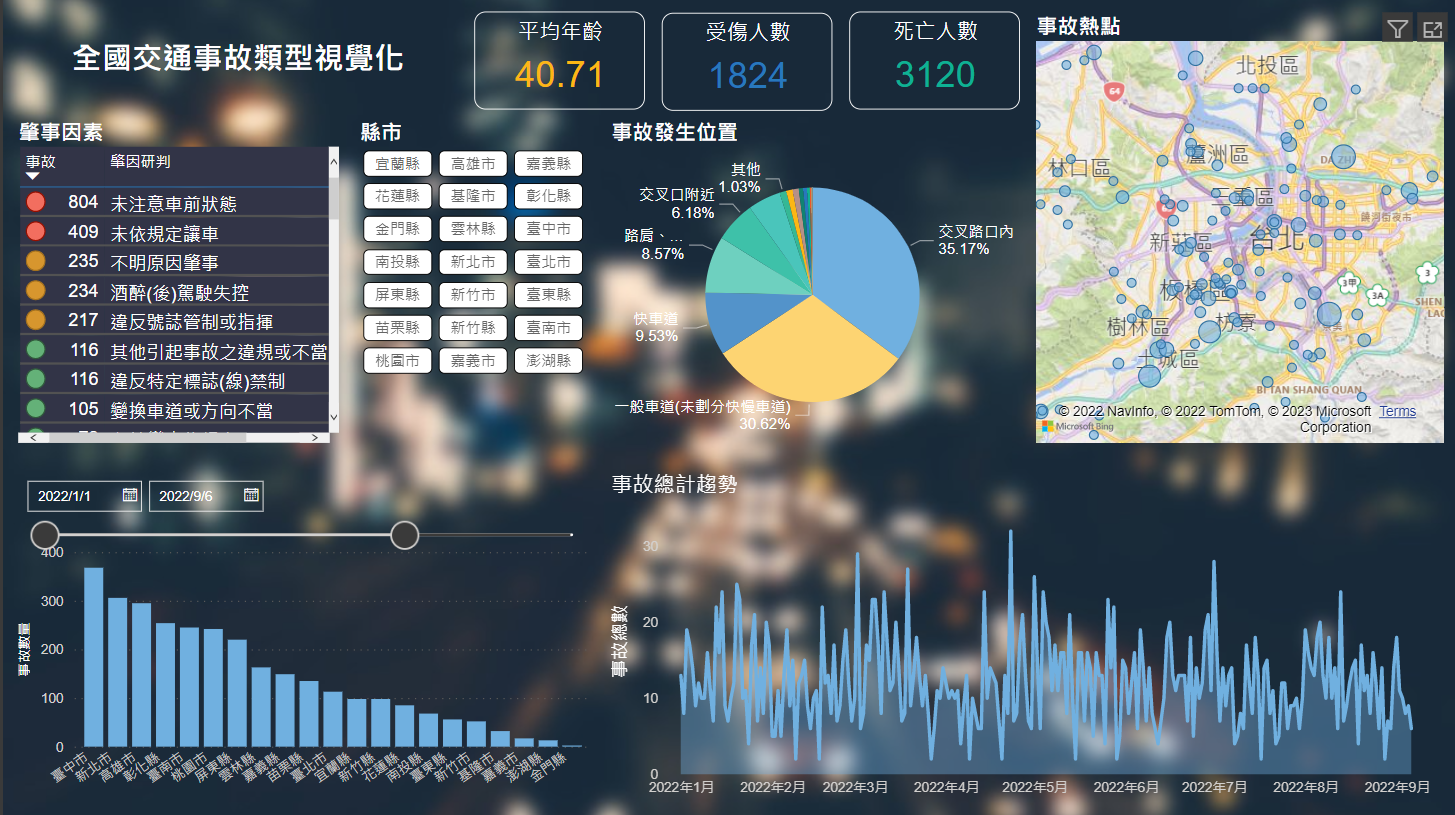 全國交通事故類型視覺化
平均年齡
40.71
受傷人數
1824
死亡人數
3120
事故熱點
肇事因素
事故 肇因研判
804 未注意車前狀態
409 未依規定讓車
235 不明原因肇事
234 酒醉(後)駕駛失控
217 違反號誌管制或指揮
116 其他引起事故之違規或不當
116 違反特定標誌(線)禁制
105 變換車道或方向不當
縣市
宜蘭縣 高雄市 嘉義縣
花蓮縣 基隆市 彰化縣
金門縣 雲林縣 臺中市
南投縣 新北市 臺北市
屏東縣 新竹市 臺東縣
苗栗縣 新竹縣 臺南市
桃園市 嘉義市 澎湖縣
事故發生位置
其他
1.03%
交叉口附近
6.18%
路肩、...
8.57%
快車道
9.53%
一般車道(未劃分快慢車道)
30.62%
交叉路口內
35.17%
北投區
64
林口區
蘆洲區
DA ZHI
三重區
饒河街夜市
新莊區
台北
板橋區
3甲
3
3A
SHEN
樹林區
枋寮
土城區
BI TAN SHANG QUAN
© 2022 NavInfo, © 2022 TomTom, © 2023 Microsoft Terms
Corporation
Microsoft Bing
2022/1/1
2022/9/6
事故數量
400
300
200
100
0
臺中市
新北市
高雄市
彰化縣
臺南市
桃園市
屏東縣
雲林縣
嘉義縣
苗栗縣
臺北市
宜蘭縣
新竹縣
花蓮縣
南投縣
臺東縣
新竹市
基隆市
嘉義市
澎湖縣
金門縣
事故總計趨勢
事故總數
30
20
10
0
2022年1月
2022年2月
2022年3月
2022年4月
2022年5月
2022年6月
2022年7月
2022年8月
2022年9月